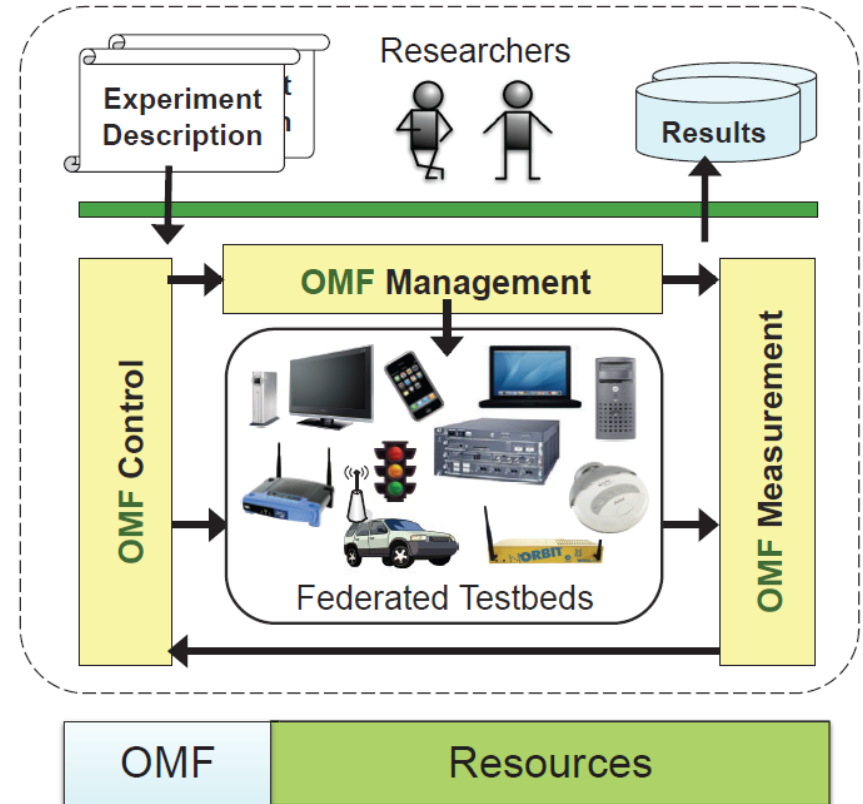 Researchers
Experiment
Description
t
Results
OMF Management
OMF Control
OMF Measurement
ORBIT
Federated Testbeds
OMF
Resources